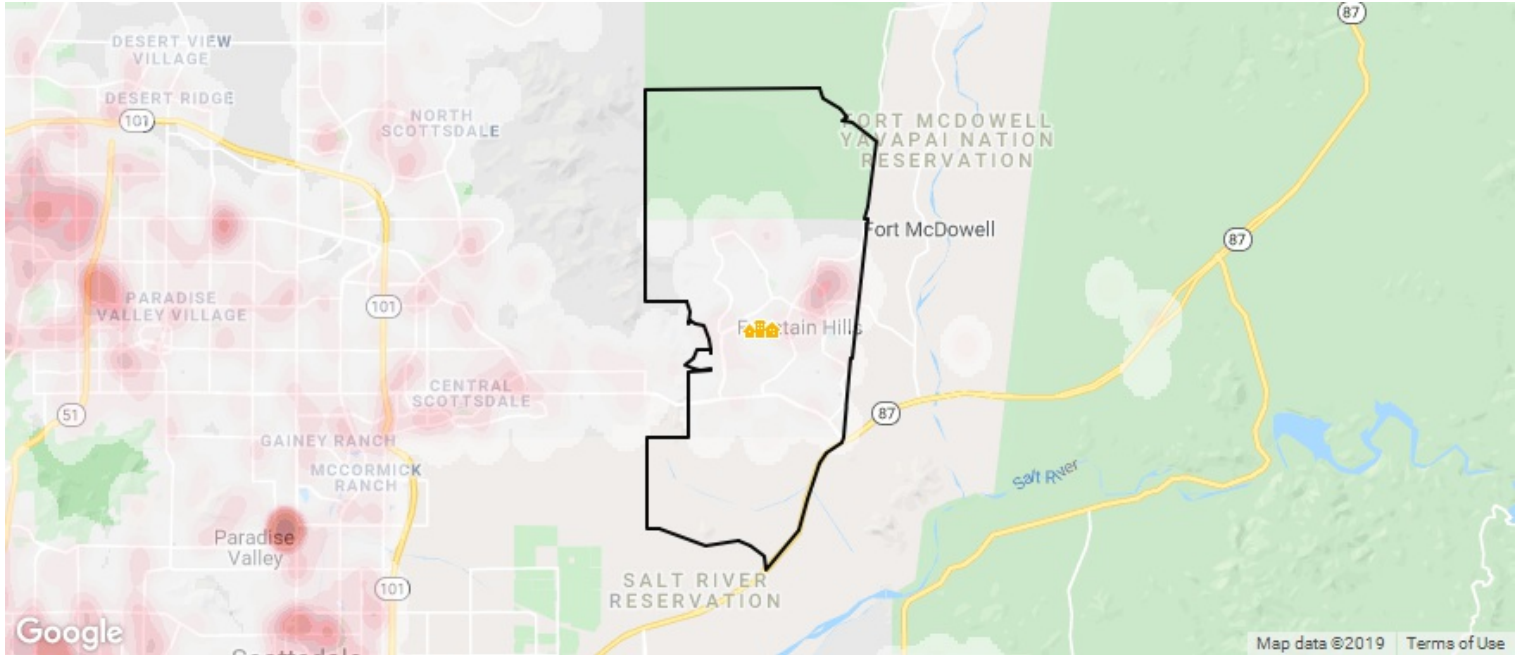 87
DESERT VIEW
VILLAGE
DESERT RIDGE
101
NORTH
SCOTTSDALE
FORT MCDOWELL
YAVAPAI NATION
RESERVATION
Fort McDowell
87
PARADISE
VALLEY VILLAGE
101
Fountain Hills
CENTRAL
SCOTTSDALE
51
87
GAINEY RANCH
MCCORMICK
RANCH
Salt River
Paradise
Valley
101
SALT RIVER
RESERVATION
Google
Scottsdale
Map data ©2019
Terms of Use